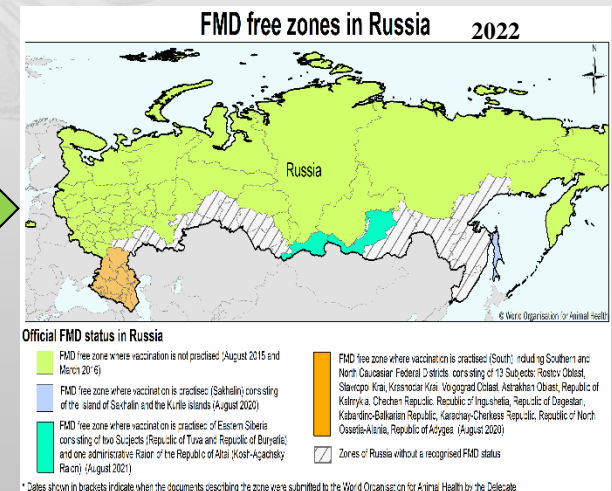 FMD free zones in Russia 2022
N
Russia
© World Organisation for Animal Health
Official FMD status in Russia
FMD free zone where vaccination is not practised (August 2015 and
March 2016)
FMD free zone where vaccination is practised (Sakhalin) consisting
of the Island of Sakhalin and the Kurile Islands (August 2020)
FMD free zone where vaccination is practised of Eastern Siberia
consisting of two Subjects (Republic of Tuva and Republic of Buryatia)
and one administrative Raion of the Republic of Altai (Kosh-Agachsky
Raion) (August 2021)
FMD free zone where vaccination is practised (South) including Southern and
North Caucasian Federal Districts, consisting of 13 Subjects: Rostov Oblast,
Stavropol Krai, Krasnodar Krai, Volgograd Oblast, Astrakhan Oblast, Republic of
Kalmykia, Chechen Republic, Republic of Ingushetia, Republic of Dagestan,
Kabardino-Balkarian Republic, Karachay-Cherkess Republic, Republic of North
Ossetia-Alania, Republic of Adygea (August 2020)
Zones of Russia without a recognised FMD status
* Dates shown in brackets indicate when the documents describing the zone were submitted to the World Organisation for Animal Health by the Delegate